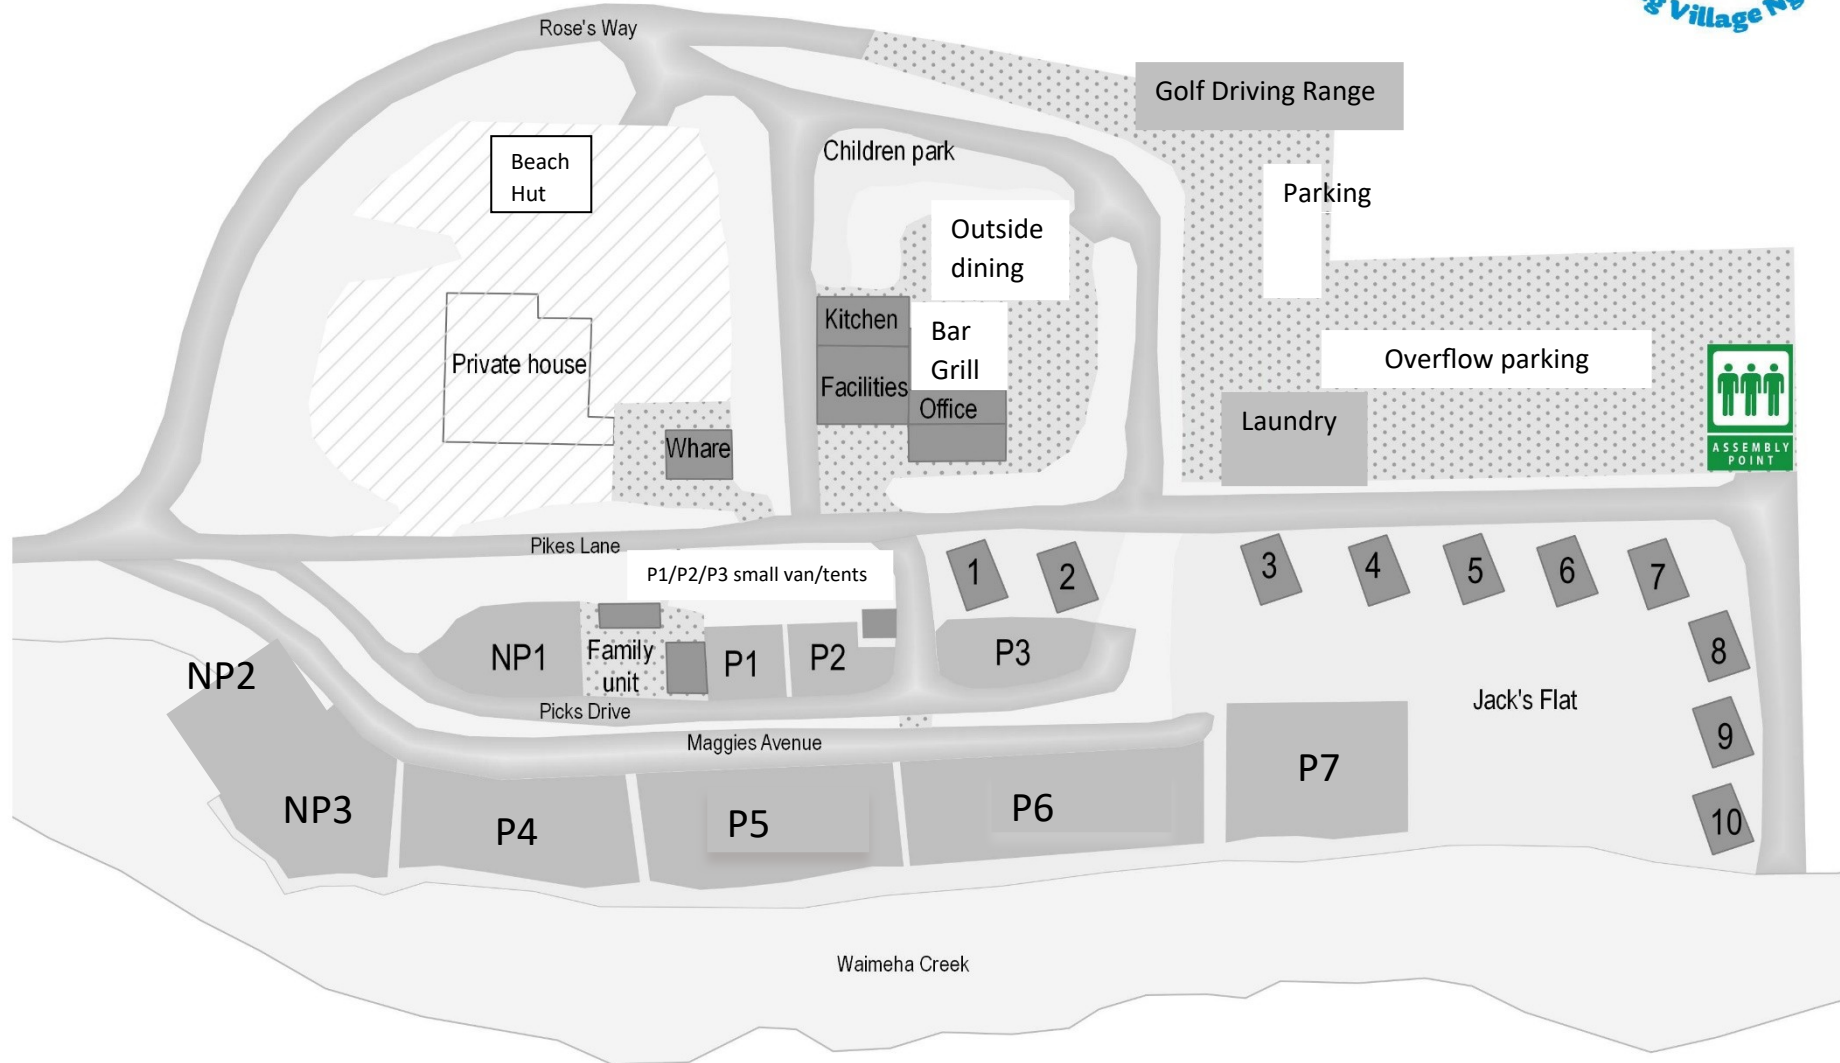 Rose's Way
g Village Ng
Golf Driving Range
Children park
Beach
Hut
Parking
Outside
dining
Kitchen
Bar
Grill
Private house
Facilities
Office
Overflow parking
Laundry
ASSEMBLY
POINT
Whare
Pikes Lane
P1/P2/P3 small van/tents
1
2
3
4
5
6
7
8
9
10
NP1
Family
unit
P1
P2
P3
NP2
Picks Drive
Maggies Avenue
Jack's Flat
NP3
P4
P5
P6
P7
Waimeha Creek